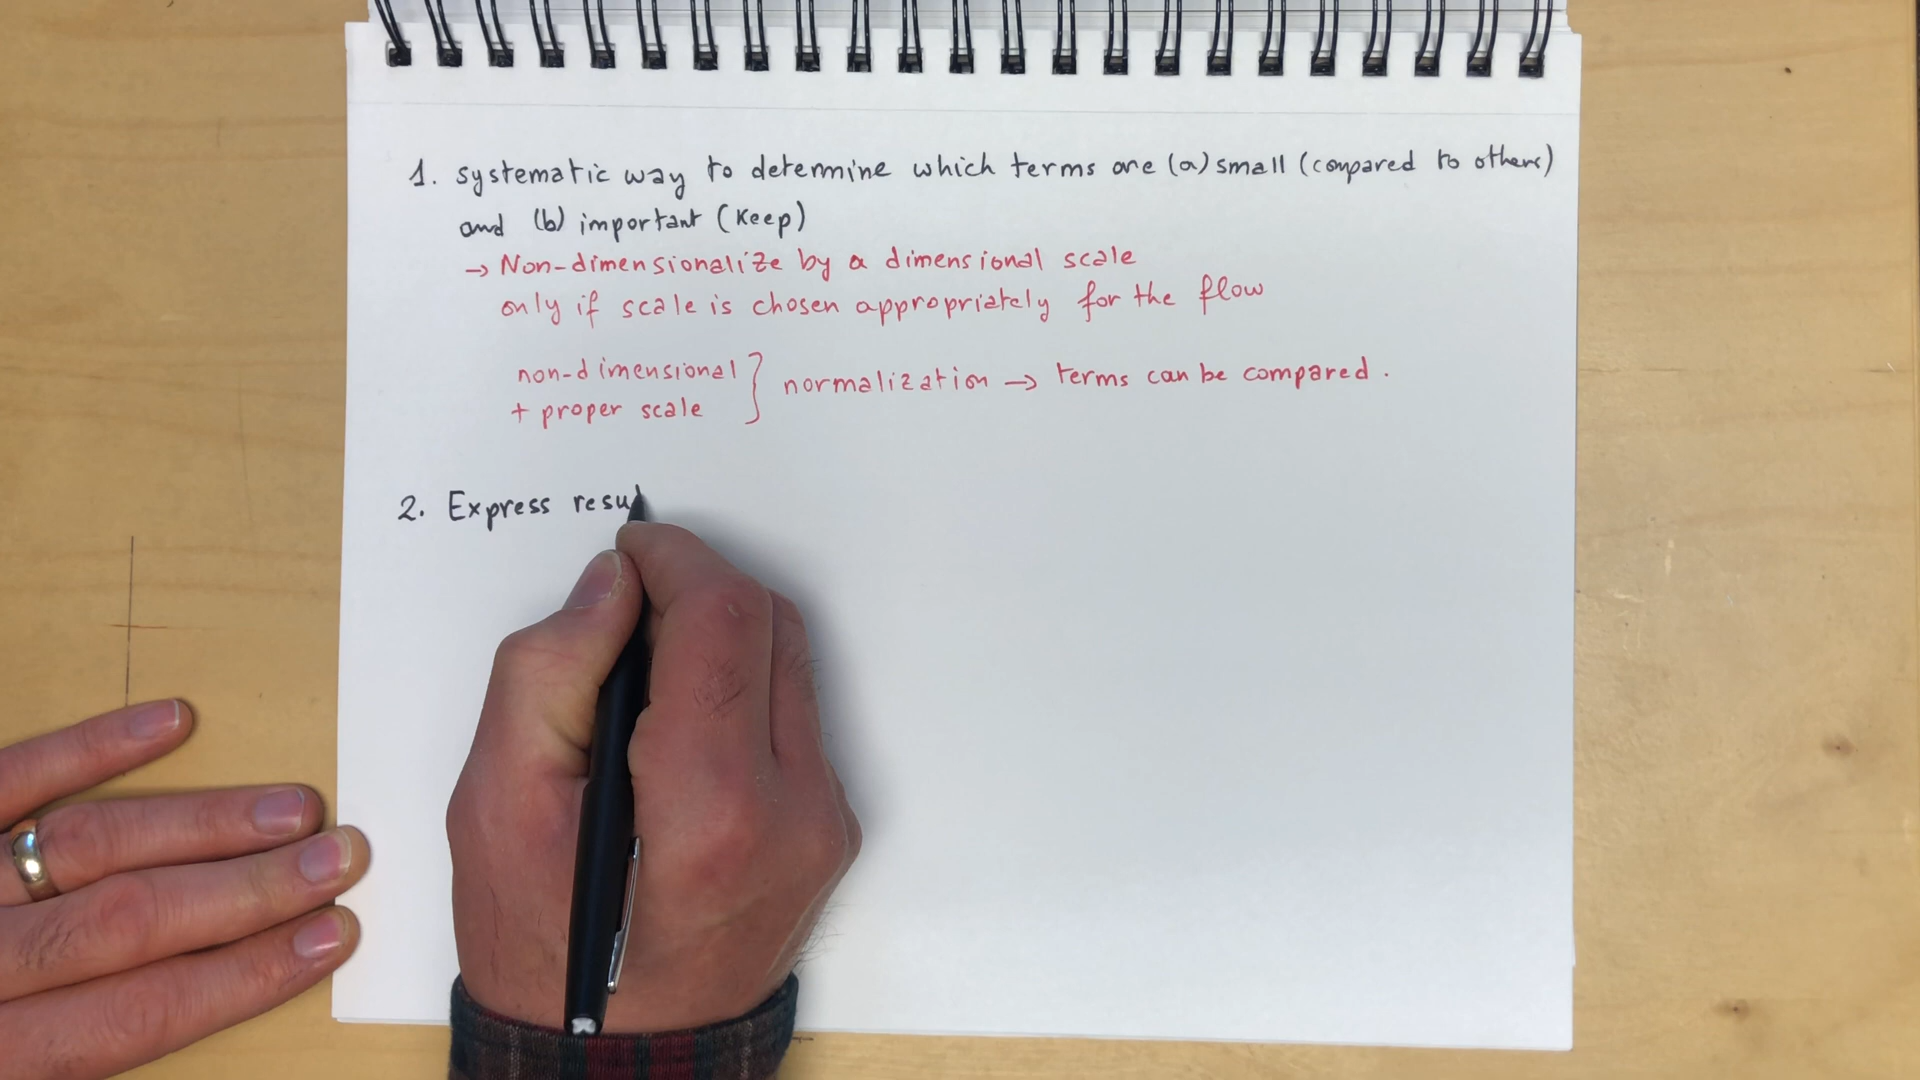 1. systematic way to determine which terms are (a) small (compared to others)
and (b) important (Keep)
→ Non-dimensionalize by a dimensional scale
only if scale is chosen appropriately for the flow
non-dimensional
+ proper scale } normalization → terms can be compared.
2. Express resul